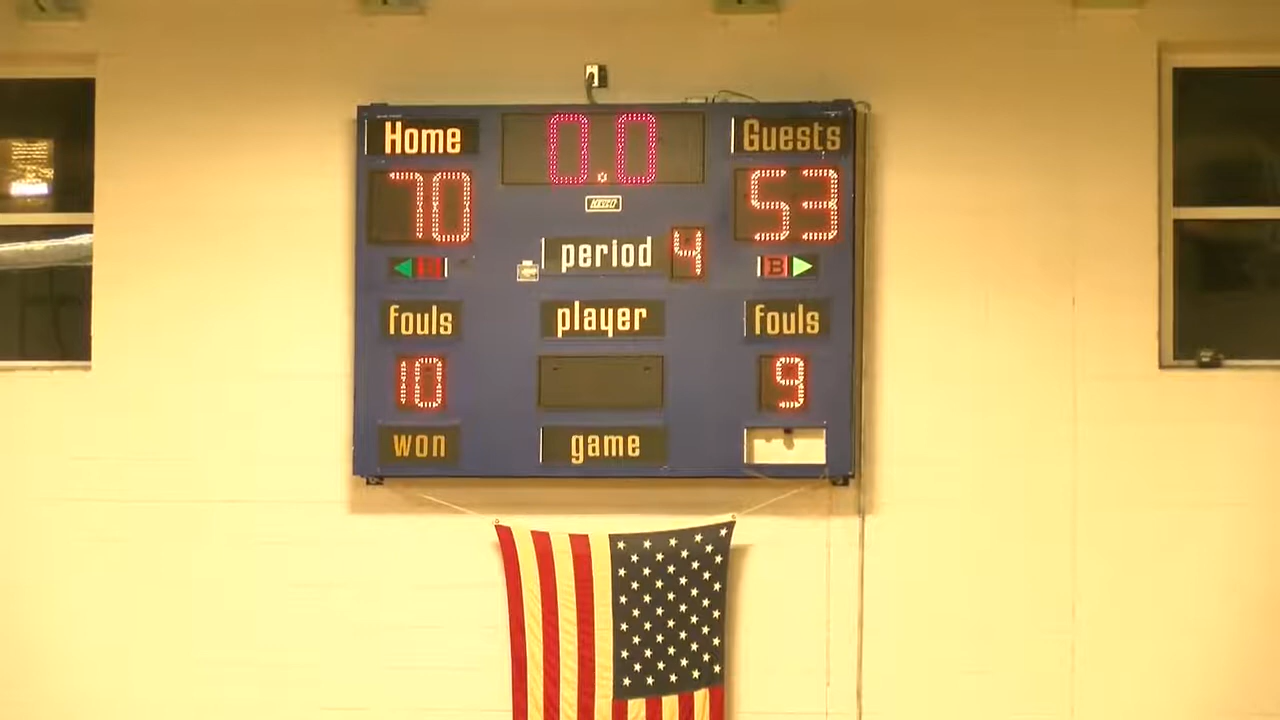 Home 0.0 Guests
70 53
period 4
B B
fouls player fouls
10 9
won game